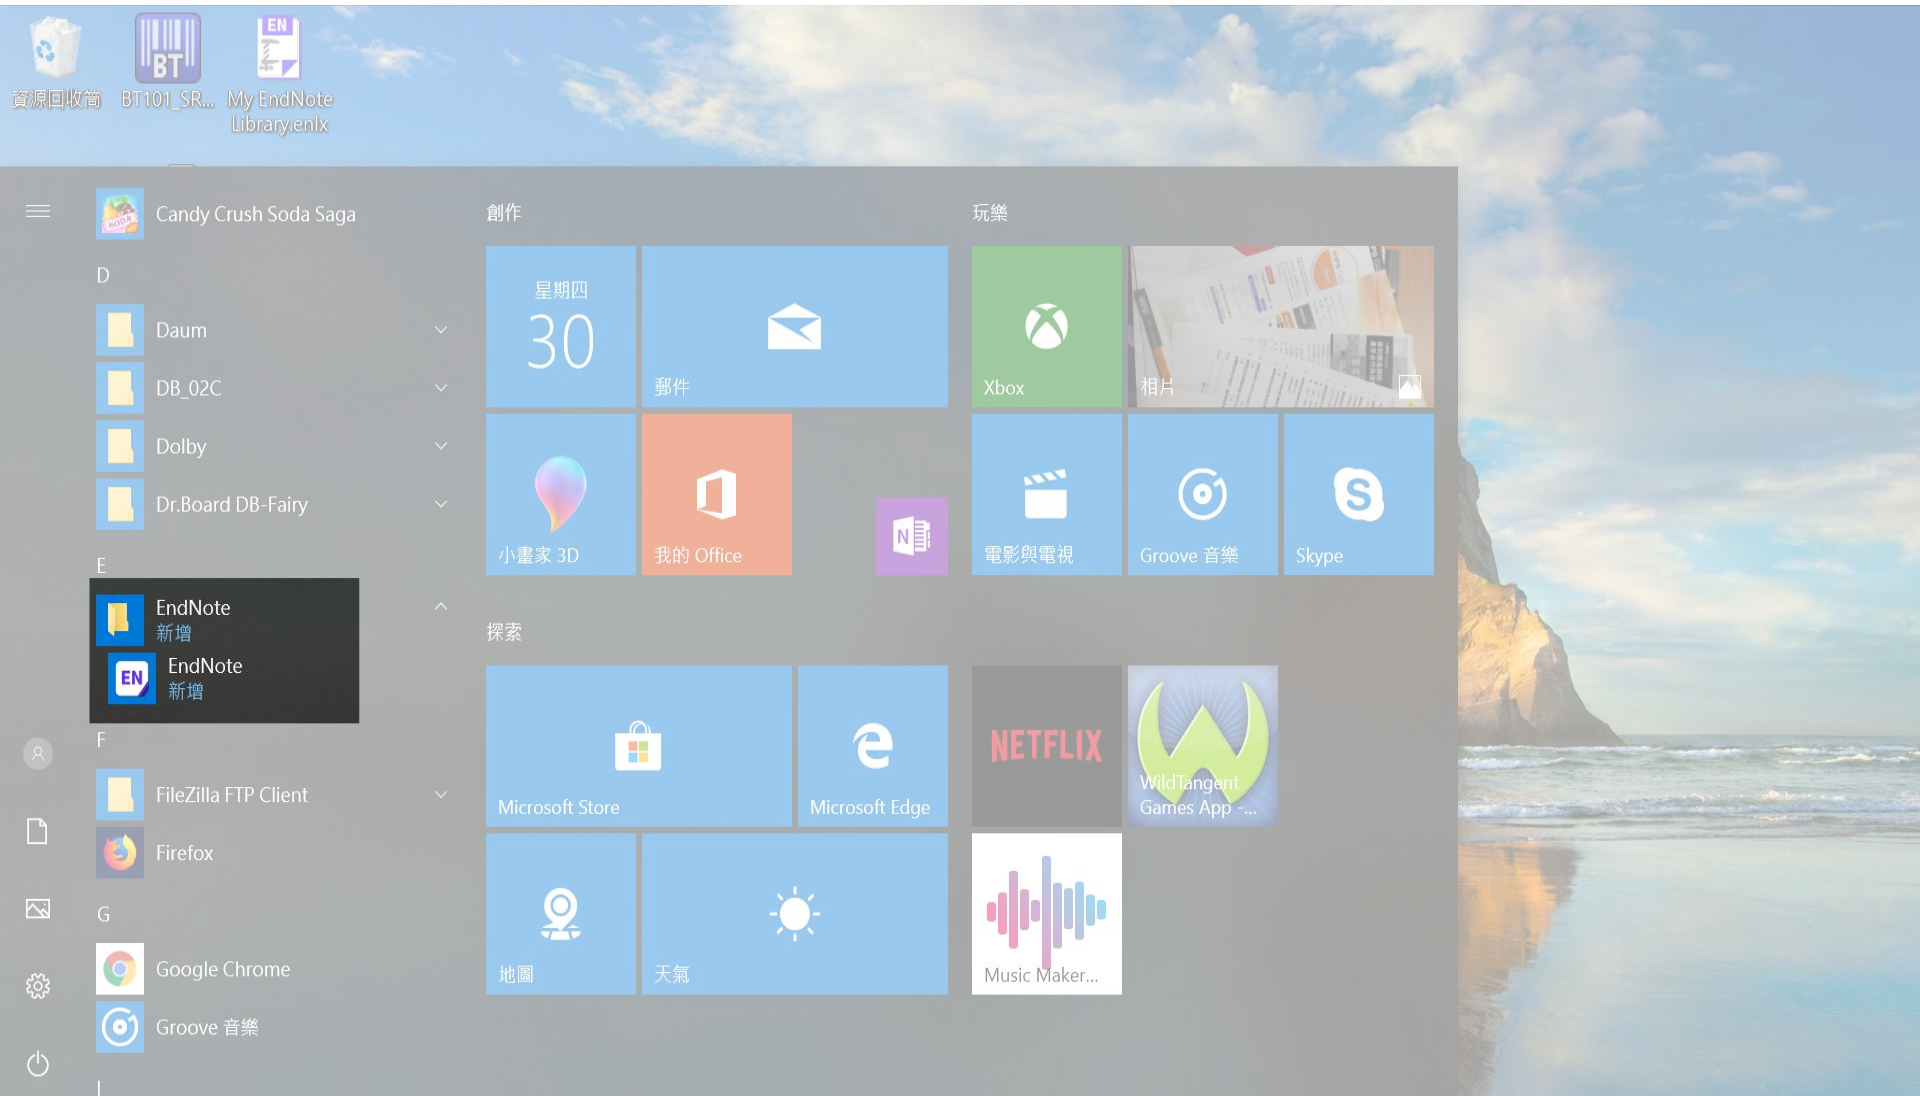 EN
BT
資源回收筒
BT101_SR...
My EndNote
Library.enlx
Candy Crush Soda Saga
D
Daum
DB_02C
Dolby
Dr.Board DB-Fairy
E
EndNote
新增
EN
EndNote
新增
F
FileZilla FTP Client
Firefox
G
Google Chrome
Groove 音樂
創作
星期四
30
郵件
小畫家 3D
我的 Office
N
玩樂
Xbox
相片
電影與電視
Groove 音樂
S
Skype
探索
Microsoft Store
Microsoft Edge
地圖
天氣
NETFLIX
WildTangent
Games App -...
Music Maker...